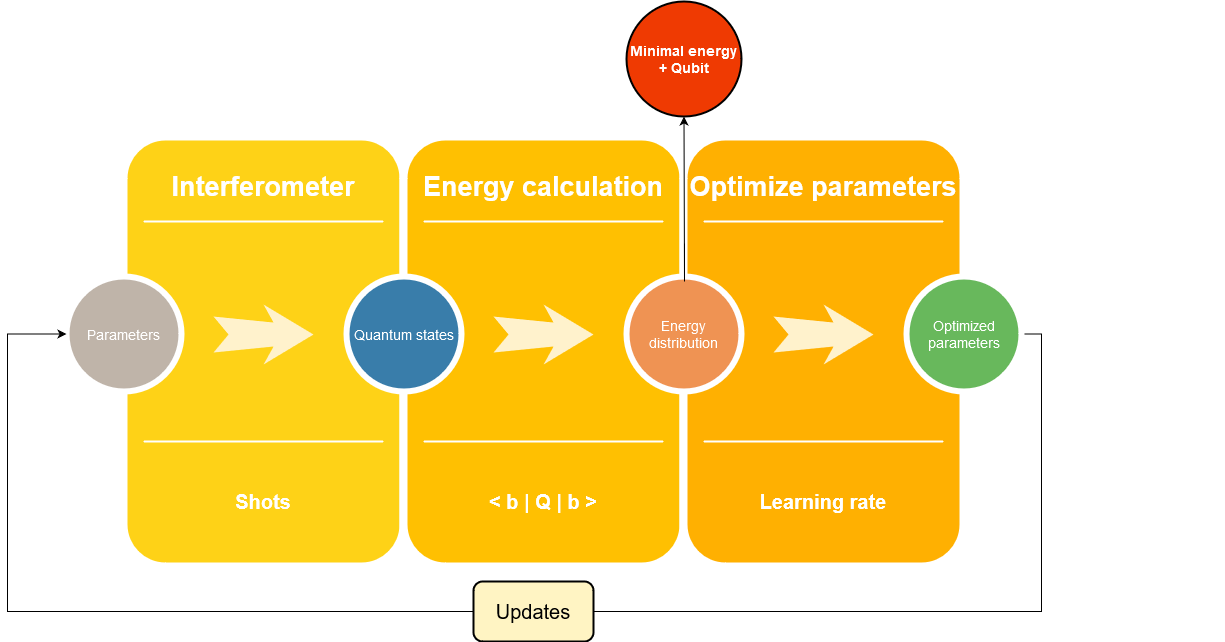 Minimal energy
+ Qubit
Interferometer
Energy calculation
Optimize parameters
Parameters
Quantum states
Energy
distribution
Optimized
parameters
Shots
< b | Q | b >
Learning rate
Updates